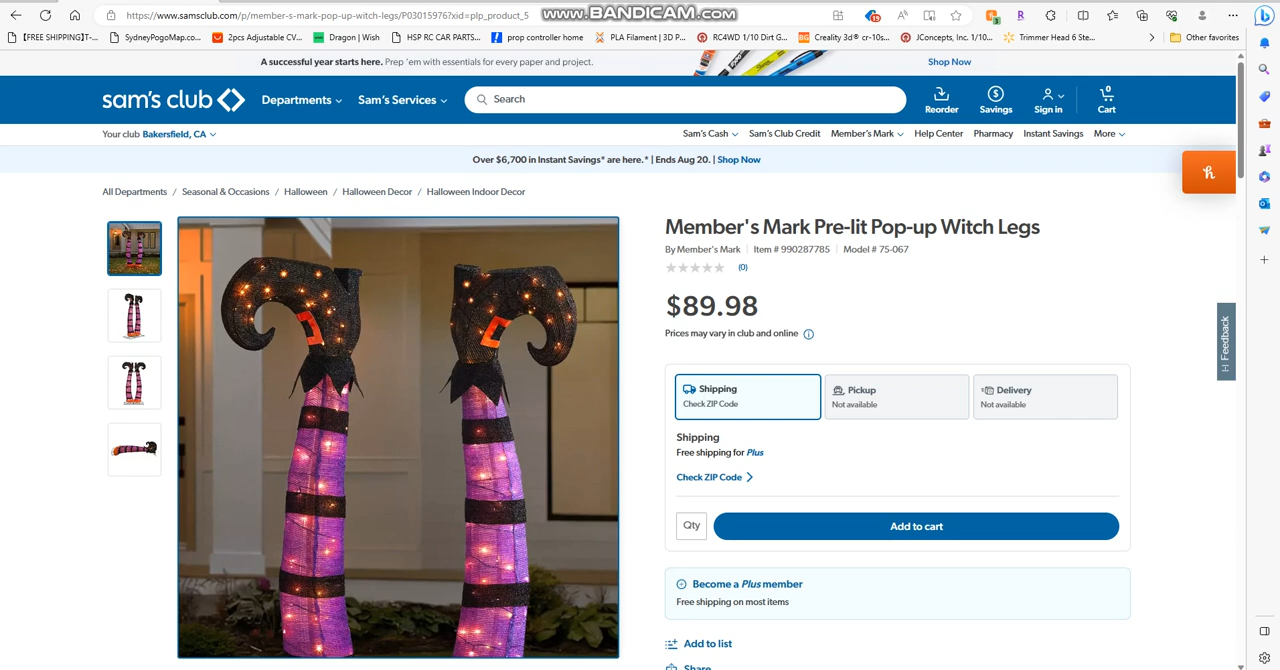 https://www.samsclub.com/p/member-s-mark-pop-up-witch-legs/P03015976?xid=plp_product_5
www.BANDICAM.com
19
3
【FREE SHIPPING】T-...
SydneyPogoMap.co...
2pcs Adjustable CV...
Dragon | Wish
HSP RC CAR PARTS...
prop controller home
PLA Filament | 3D P...
RC4WD 1/10 Dirt G...
Creality 3d® cr-10s...
JConcepts, Inc. 1/10...
Trimmer Head 6 Ste...
Other favorites
A successful year starts here. Prep 'em with essentials for every paper and project.
Shop Now
sam's club
Departments
Sam's Services
Search
Reorder
Savings
Sign in
0
Cart
Your club Bakersfield, CA
Sam's Cash
Sam's Club Credit
Member's Mark
Help Center
Pharmacy
Instant Savings
More
Over $6,700 in Instant Savings* are here.* | Ends Aug 20. | Shop Now
All Departments / Seasonal & Occasions / Halloween / Halloween Decor / Halloween Indoor Decor
Member's Mark Pre-lit Pop-up Witch Legs
By Member's Mark | Item # 990287785 | Model # 75-067
(0)
$89.98
Prices may vary in club and online
Shipping
Check ZIP Code
Pickup
Not available
Delivery
Not available
Shipping
Free shipping for Plus
Check ZIP Code
Qty
Add to cart
Become a Plus member
Free shipping on most items
Add to list
Share
Feedback